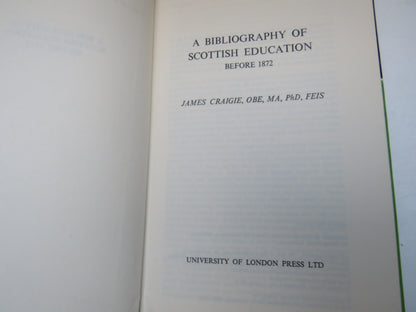 A BIBLIOGRAPHY OF
SCOTTISH EDUCATION
BEFORE 1872
JAMES CRAIGIE, OBE, MA, PhD, FEIS
UNIVERSITY OF LONDON PRESS LTD